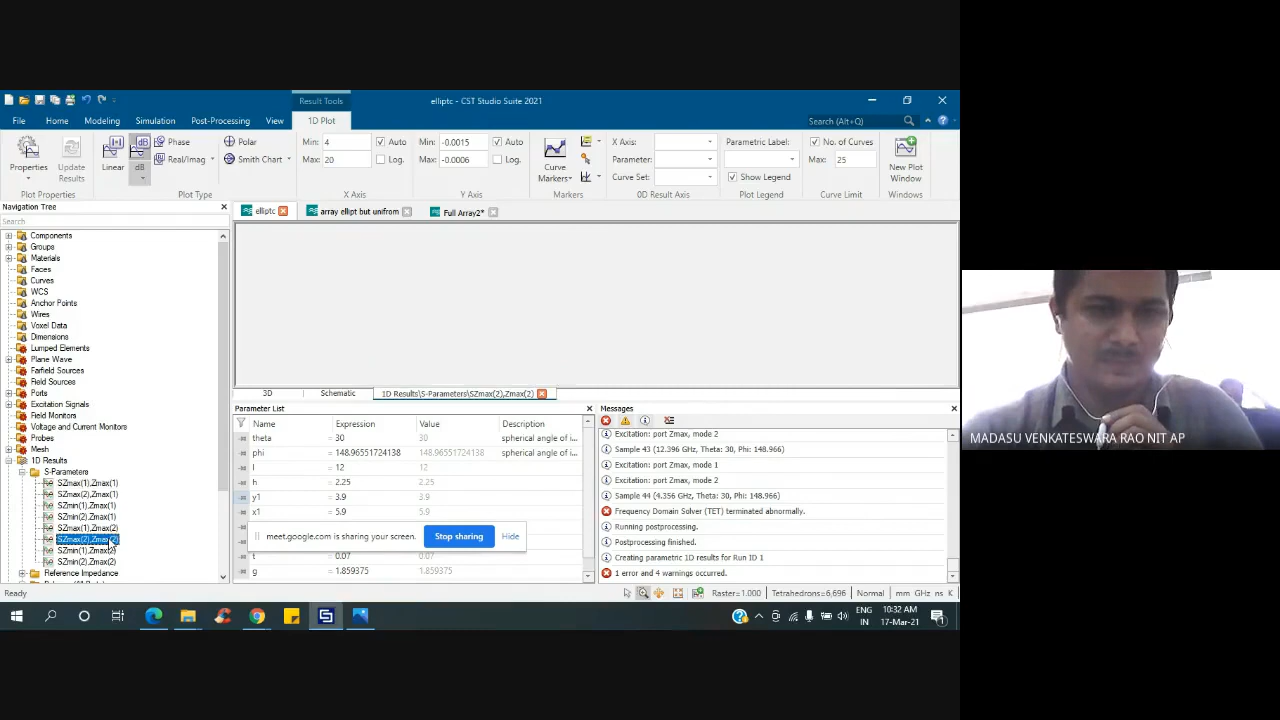 Result Tools
elliptc - CST Studio Suite 2021
File Home Modeling Simulation Post-Processing View 1D Plot
Search (Alt+Q)
Properties
Update Results
Linear
dB
Phase
Real/Imag
Polar
Smith Chart
Min: 4
Max: 20
Auto
Log.
Min: -0.0015
Max: -0.0006
Auto
Log.
Curve Markers
X Axis:
Parameter:
Curve Set:
Parametric Label:
Show Legend
No. of Curves
Max: 25
New Plot Window
Plot Properties Plot Type X Axis Y Axis Markers 0D Result Axis Plot Legend Curve Limit Windows
Navigation Tree
Search
elliptc
array ellipt but unifrom
Full Array2*
Components
Groups
Materials
Faces
Curves
WCS
Anchor Points
Wires
Voxel Data
Dimensions
Lumped Elements
Plane Wave
Farfield Sources
Field Sources
Ports
Excitation Signals
Field Monitors
Voltage and Current Monitors
Probes
Mesh
1D Results
S-Parameters
SZmax(1),Zmax(1)
SZmax(2),Zmax(1)
SZmin(1),Zmax(1)
SZmin(2),Zmax(1)
SZmax(1),Zmax(2)
SZmax(2),Zmax(2)
SZmin(1),Zmax(2)
SZmin(2),Zmax(2)
Reference Impedance
3D Schematic 1D Results\S-Parameters\SZmax(2),Zmax(2)
Parameter List
Name Expression Value Description
theta = 30 30 spherical angle of i...
phi = 148.96551724138 148.96551724138 spherical angle of i...
l = 12 12
h = 2.25 2.25
y1 = 3.9 3.9
x1 = 5.9 5.9
meet.google.com is sharing your screen. Stop sharing Hide
t = 0.07 0.07
g = 1.859375 1.859375
Messages
Excitation: port Zmax, mode 2
Sample 43 (12.396 GHz, Theta: 30, Phi: 148.966)
Excitation: port Zmax, mode 1
Excitation: port Zmax, mode 2
Sample 44 (4.356 GHz, Theta: 30, Phi: 148.966)
Frequency Domain Solver (TET) terminated abnormally.
Running postprocessing.
Postprocessing finished.
Creating parametric 1D results for Run ID 1
1 error and 4 warnings occurred.
Ready
Raster=1.000 Tetrahedrons=6,696 Normal mm GHz ns K
ENG
IN
10:32 AM
17-Mar-21
MADASU VENKATESWARA RAO NIT AP